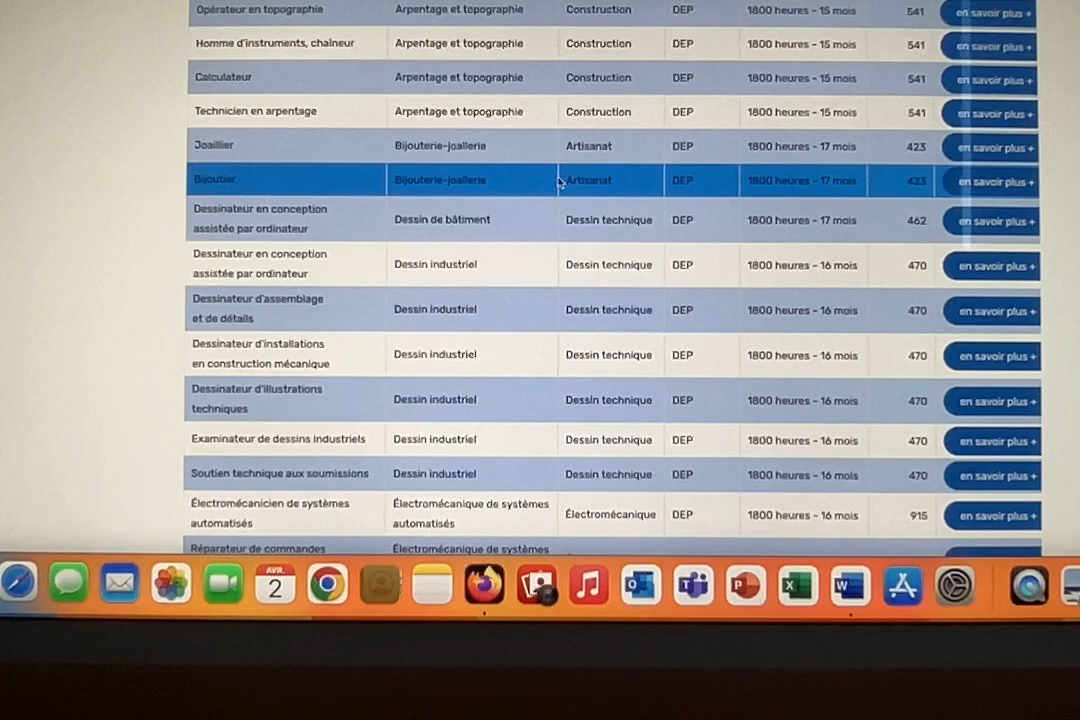 Opérateur en topographie Arpentage et topographie Construction DEP 1800 heures - 15 mois 541 en savoir plus +
Homme d'instruments, chaîneur Arpentage et topographie Construction DEP 1800 heures - 15 mois 541 en savoir plus +
Calculateur Arpentage et topographie Construction DEP 1800 heures - 15 mois 541 en savoir plus +
Technicien en arpentage Arpentage et topographie Construction DEP 1800 heures - 15 mois 541 en savoir plus +
Joaillier Bijouterie-joallerie Artisanat DEP 1800 heures - 17 mois 423 en savoir plus +
Bijoutier Bijouterie-joallerie Artisanat DEP 1800 heures - 17 mois 423 en savoir plus +
Dessinateur en conception
assistée par ordinateur Dessin de bâtiment Dessin technique DEP 1800 heures - 17 mois 462 en savoir plus +
Dessinateur en conception
assistée par ordinateur Dessin industriel Dessin technique DEP 1800 heures - 16 mois 470 en savoir plus +
Dessinateur d'assemblage
et de détails Dessin industriel Dessin technique DEP 1800 heures - 16 mois 470 en savoir plus +
Dessinateur d'installations
en construction mécanique Dessin industriel Dessin technique DEP 1800 heures - 16 mois 470 en savoir plus +
Dessinateur d'illustrations
techniques Dessin industriel Dessin technique DEP 1800 heures - 16 mois 470 en savoir plus +
Examinateur de dessins industriels Dessin industriel Dessin technique DEP 1800 heures - 16 mois 470 en savoir plus +
Soutien technique aux soumissions Dessin industriel Dessin technique DEP 1800 heures - 16 mois 470 en savoir plus +
Électromécanicien de systèmes Électromécanique de systèmes
automatisés automatisés Électromécanique DEP 1800 heures - 16 mois 915 en savoir plus +
Réparateur de commandes Électromécanique de systèmes
AVR.
2
O T P X W